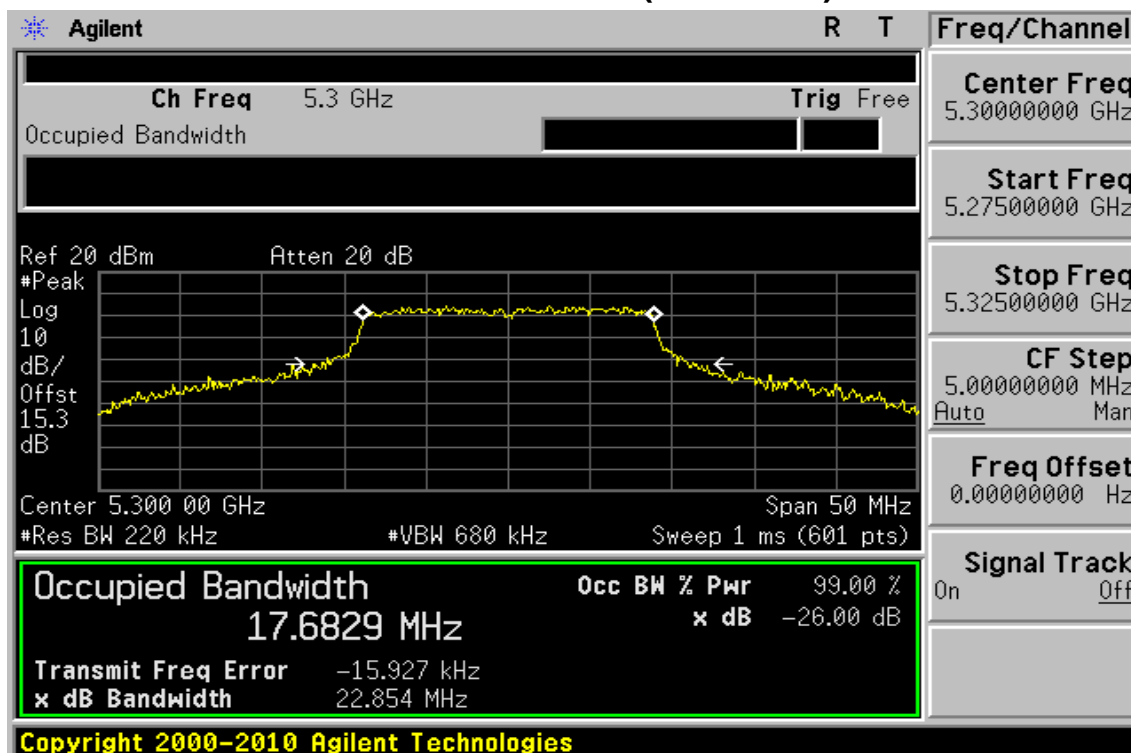 Agilent R T Freq/Channel
Ch Freq 5.3 GHz Trig Free
Occupied Bandwidth
Center Freq
5.30000000 GHz
Start Freq
5.27500000 GHz
Stop Freq
5.32500000 GHz
CF Step
5.00000000 MHz
Auto Man
Freq Offset
0.00000000 Hz
Signal Track
On Off
Ref 20 dBm Atten 20 dB
#Peak
Log
10
dB/
Offst
15.3
dB
Center 5.300 00 GHz Span 50 MHz
#Res BW 220 kHz #VBW 680 kHz Sweep 1 ms (601 pts)
Occupied Bandwidth Occ BW % Pwr 99.00 %
17.6829 MHz x dB -26.00 dB
Transmit Freq Error -15.927 kHz
x dB Bandwidth 22.854 MHz
Copyright 2000-2010 Agilent Technologies